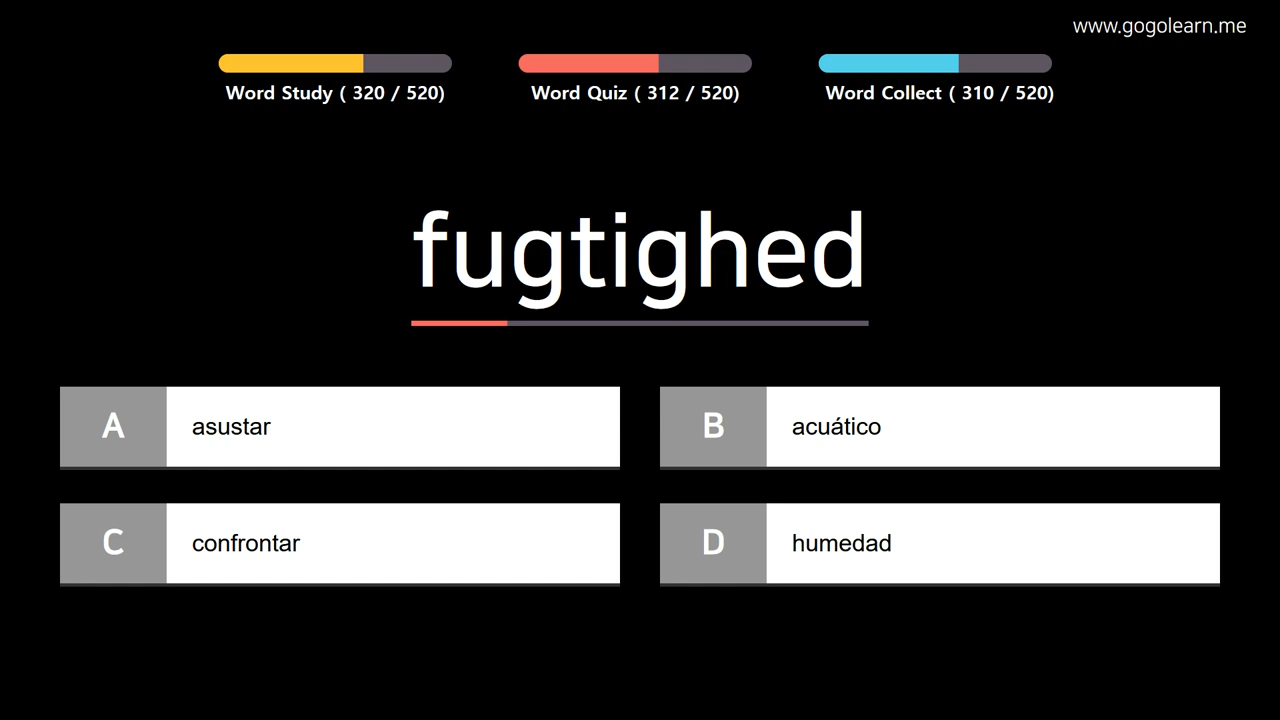 www.gogolearn.me
Word Study ( 320 / 520)
Word Quiz ( 312 / 520)
Word Collect ( 310 / 520)
fugtighed
A asustar
B acuático
C confrontar
D humedad